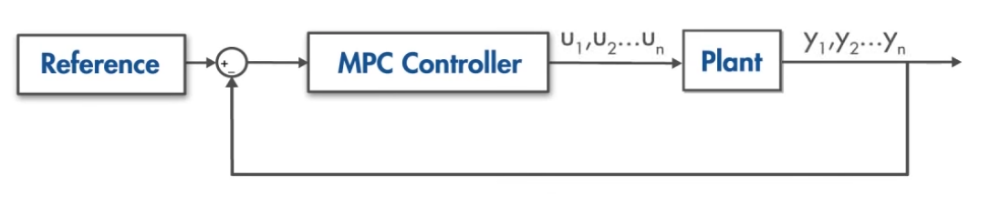 Reference
+
−
MPC Controller
u₁,u₂...uₙ
Plant
y₁,y₂...yₙ